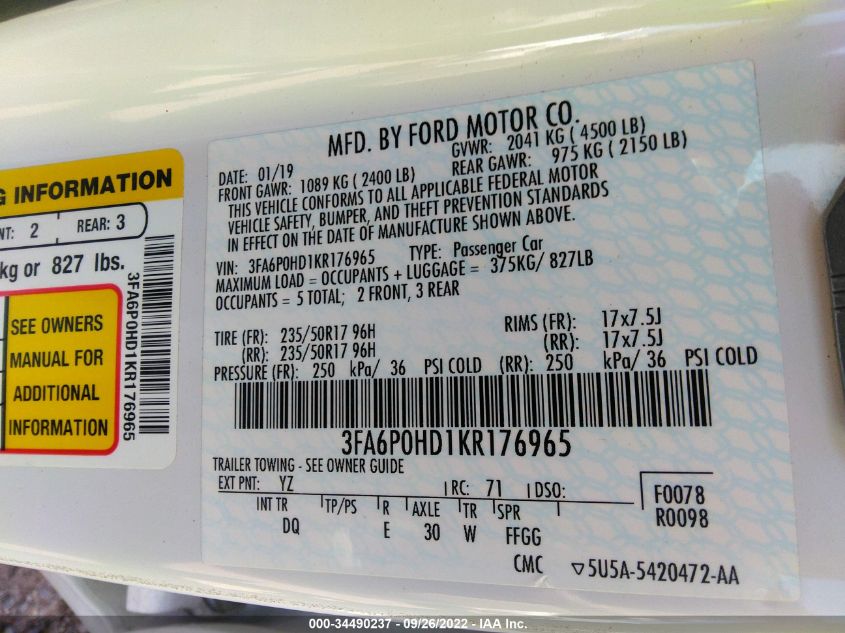 G INFORMATION
NT: 2 REAR: 3
kg or 827 lbs.
SEE OWNERS
MANUAL FOR
ADDITIONAL
INFORMATION
3FA6P0HD1KR176965
MFD. BY FORD MOTOR CO.
DATE: 01/19 GVWR: 2041 KG ( 4500 LB)
FRONT GAWR: 1089 KG ( 2400 LB) REAR GAWR: 975 KG ( 2150 LB)
THIS VEHICLE CONFORMS TO ALL APPLICABLE FEDERAL MOTOR
VEHICLE SAFETY, BUMPER, AND THEFT PREVENTION STANDARDS
IN EFFECT ON THE DATE OF MANUFACTURE SHOWN ABOVE.
VIN: 3FA6P0HD1KR176965 TYPE: Passenger Car
MAXIMUM LOAD = OCCUPANTS + LUGGAGE = 375KG/ 827LB
OCCUPANTS = 5 TOTAL; 2 FRONT, 3 REAR
TIRE (FR): 235/50R17 96H RIMS (FR): 17x7.5J
(RR): 235/50R17 96H (RR): 17x7.5J
PRESSURE (FR): 250 kPa/ 36 PSI COLD (RR): 250 kPa/ 36 PSI COLD
3FA6P0HD1KR176965
TRAILER TOWING - SEE OWNER GUIDE
EXT PNT: YZ RC: 71 DSO: F0078
INT TR TP/PS R AXLE TR SPR R0098
DQ E 30 W FFGG
CMC ▽5U5A-5420472-AA
000-34490237 - 09/26/2022 - IAA Inc.